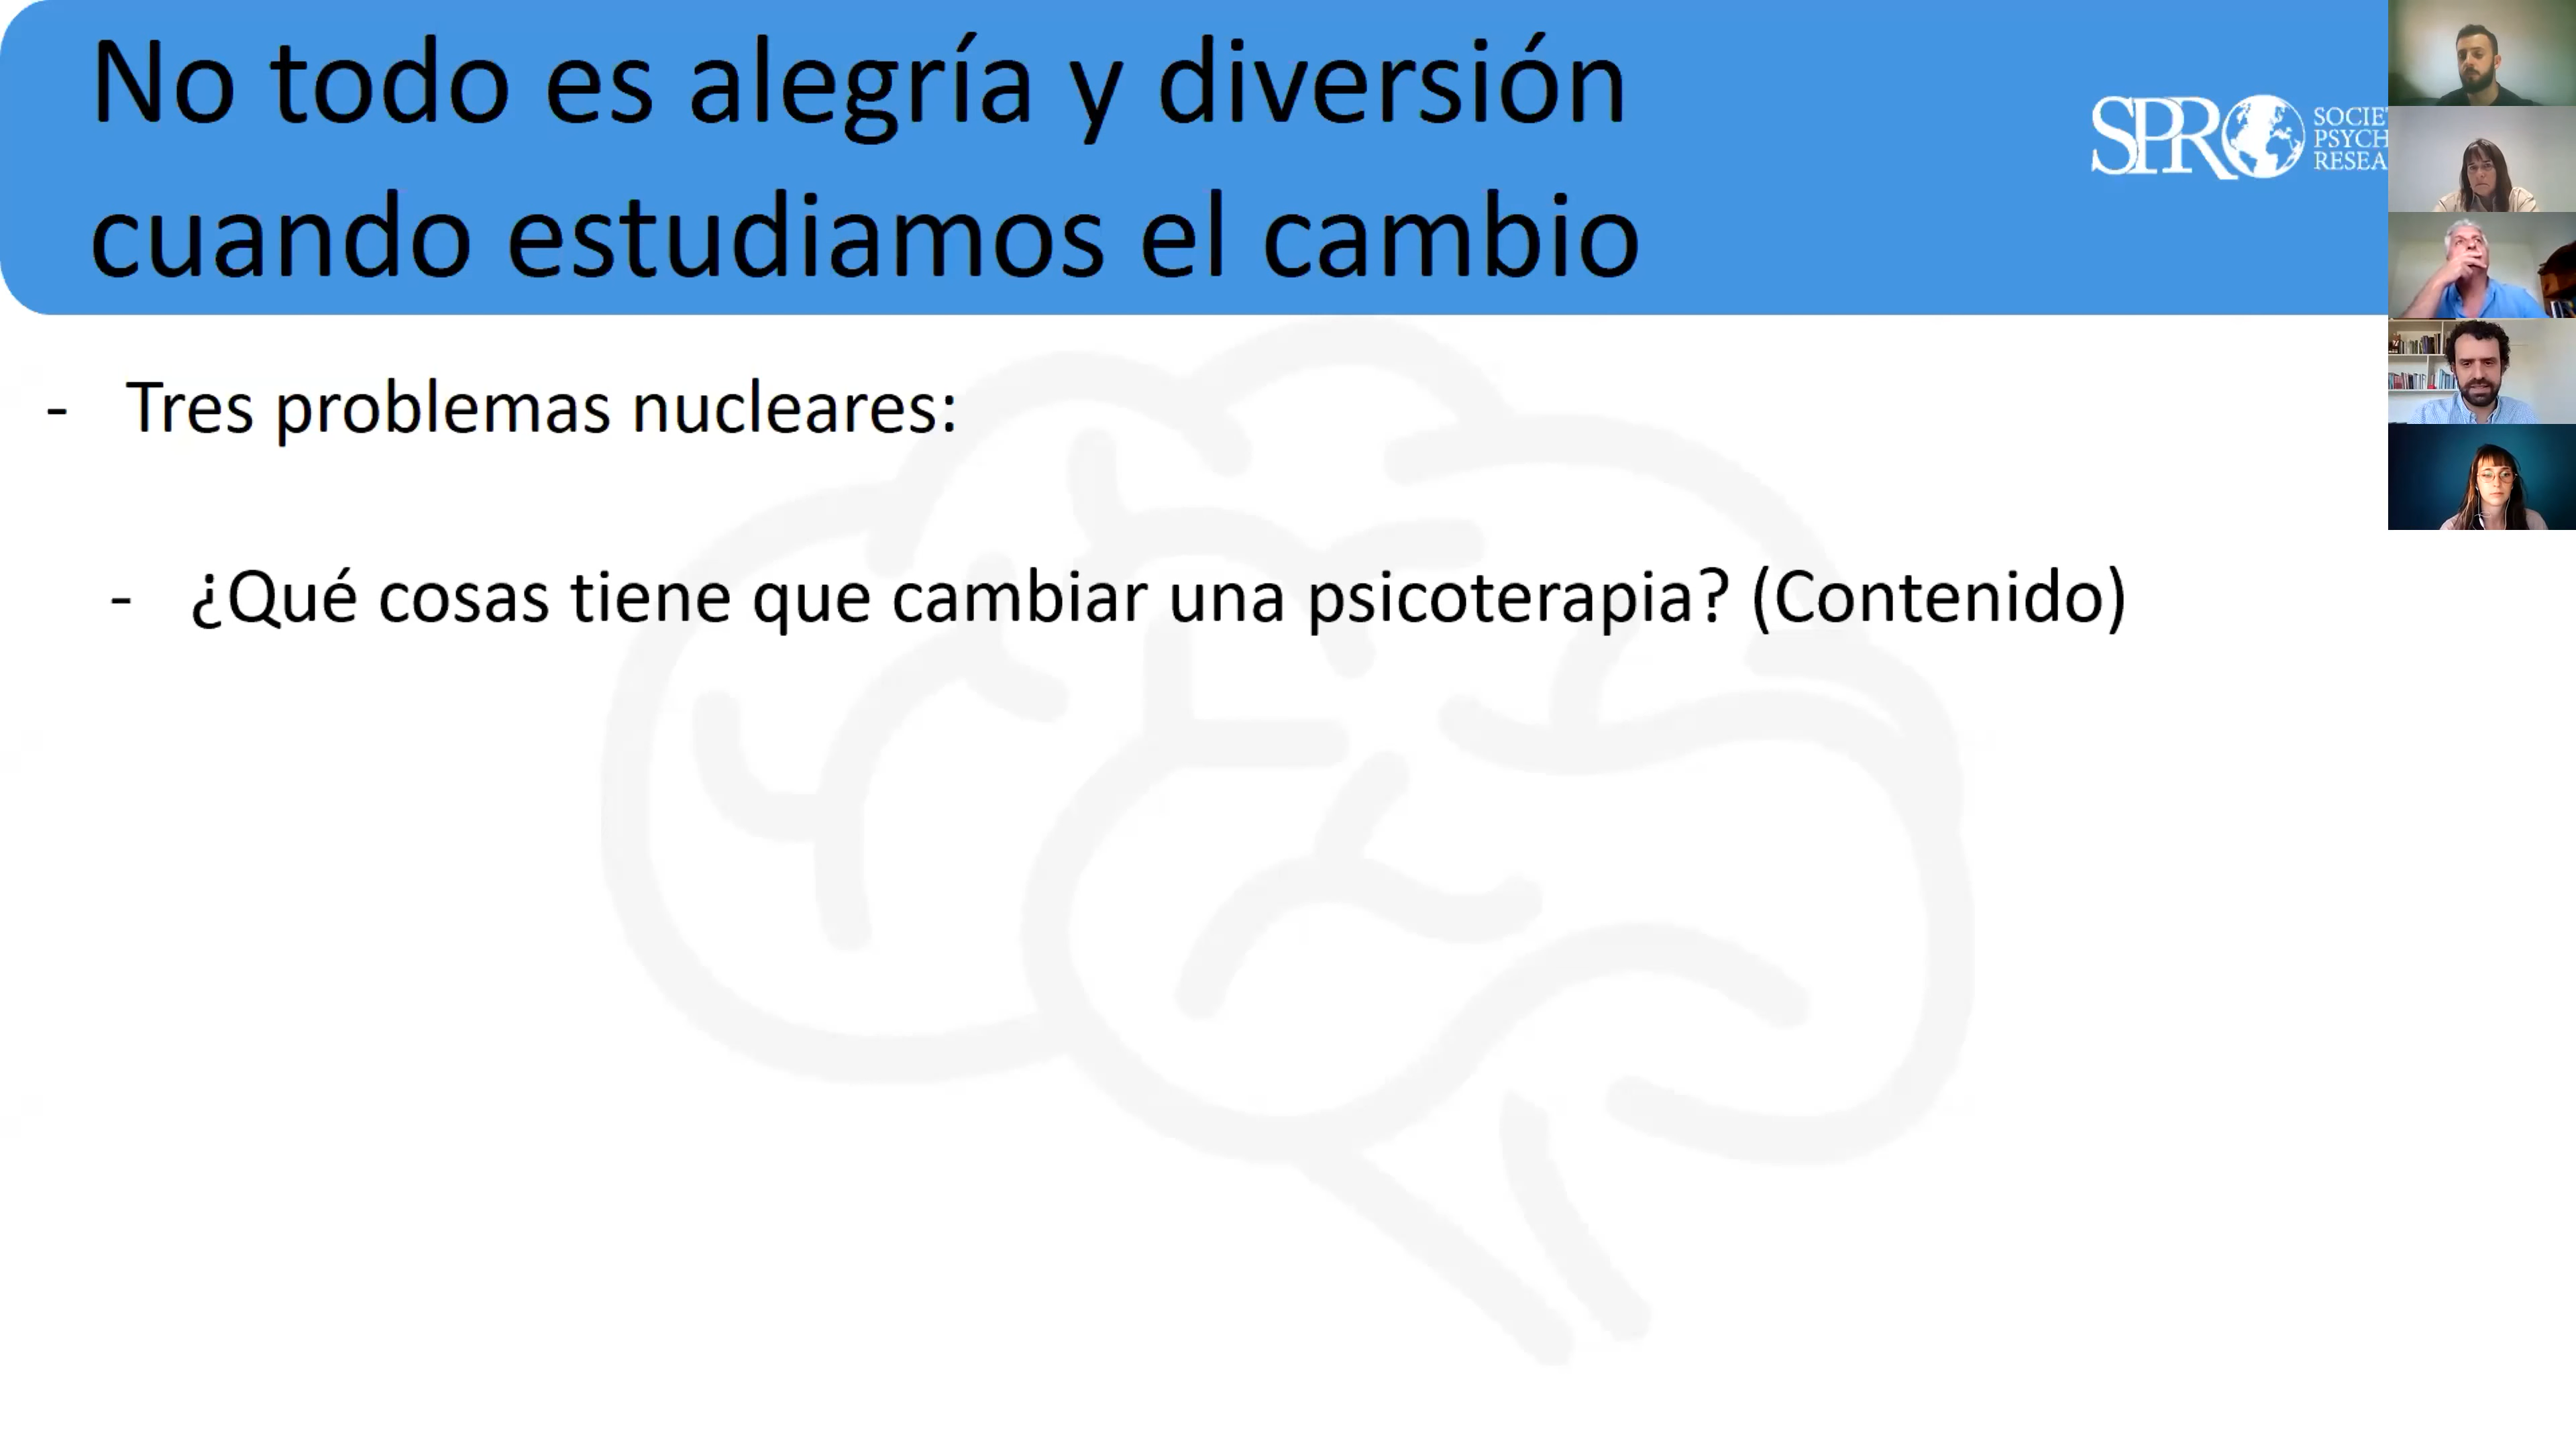 No todo es alegría y diversión
cuando estudiamos el cambio
SPR
SOCIE
PSYCH
RESEA
- Tres problemas nucleares:
- ¿Qué cosas tiene que cambiar una psicoterapia? (Contenido)